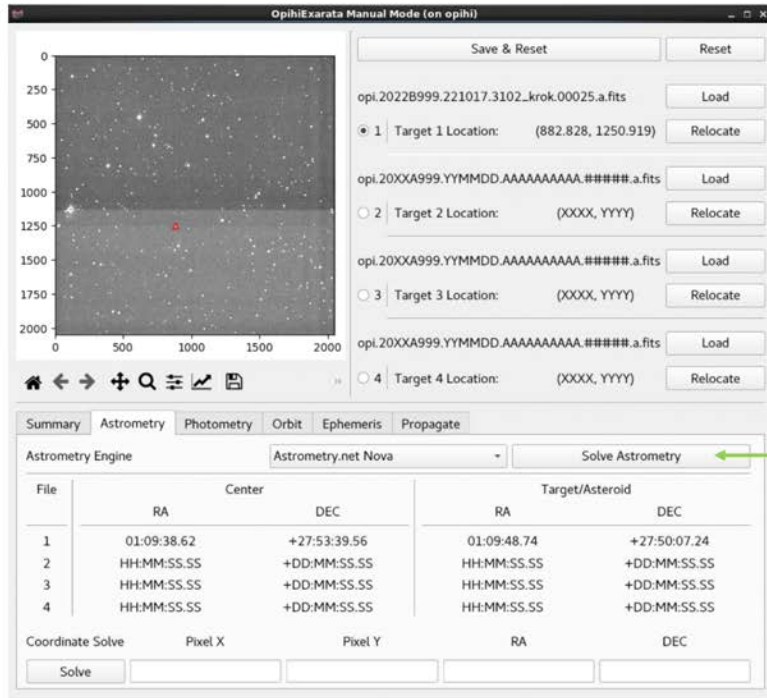 OpihiExarata Manual Mode (on opihi)
Save & Reset Reset
opi.2022B999.221017.3102_krok.00025.a.fits Load
1 Target 1 Location: (882.828, 1250.919) Relocate
opi.20XXA999.YYMMDD.AAAAAAAAAA.#####.a.fits Load
2 Target 2 Location: (XXXX, YYYY) Relocate
opi.20XXA999.YYMMDD.AAAAAAAAAA.#####.a.fits Load
3 Target 3 Location: (XXXX, YYYY) Relocate
opi.20XXA999.YYMMDD.AAAAAAAAAA.#####.a.fits Load
4 Target 4 Location: (XXXX, YYYY) Relocate
0
250
500
750
1000
1250
1500
1750
2000
0 500 1000 1500 2000
Summary Astrometry Photometry Orbit Ephemeris Propagate
Astrometry Engine Astrometry.net Nova Solve Astrometry
File Center Target/Asteroid
RA DEC RA DEC
1 01:09:38.62 +27:53:39.56 01:09:48.74 +27:50:07.24
2 HH:MM:SS.SS +DD:MM:SS.SS HH:MM:SS.SS +DD:MM:SS.SS
3 HH:MM:SS.SS +DD:MM:SS.SS HH:MM:SS.SS +DD:MM:SS.SS
4 HH:MM:SS.SS +DD:MM:SS.SS HH:MM:SS.SS +DD:MM:SS.SS
Coordinate Solve Pixel X Pixel Y RA DEC
Solve